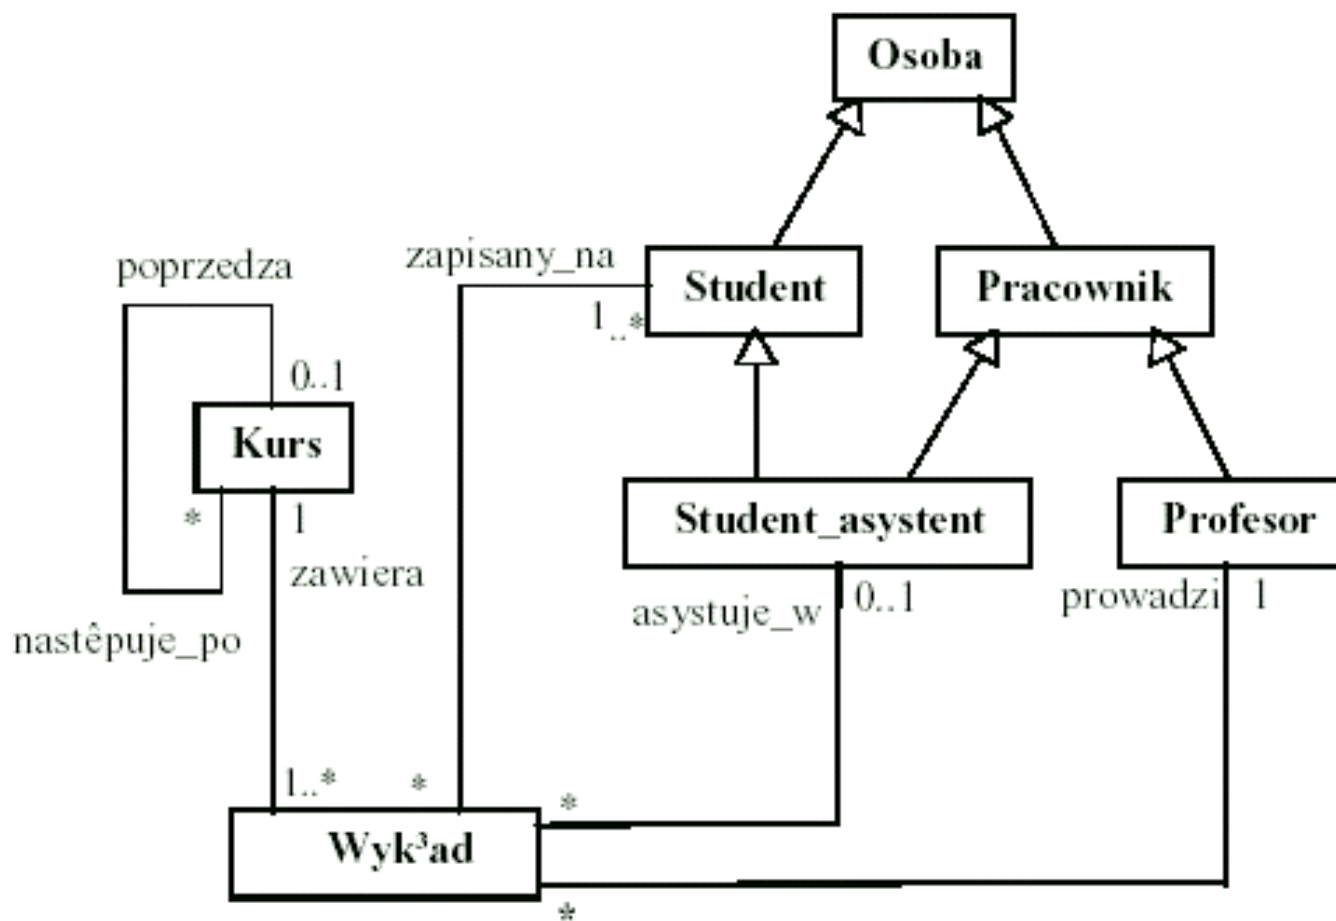 Osoba
poprzedza
zapisany_na
Student
Pracownik
1..*
0..1
Kurs
*
1
zawiera
Student_asystent
Profesor
asystuje_w
0..1
prowadzi
1
nastêpuje_po
1..*
*
*
Wyk³ad
*